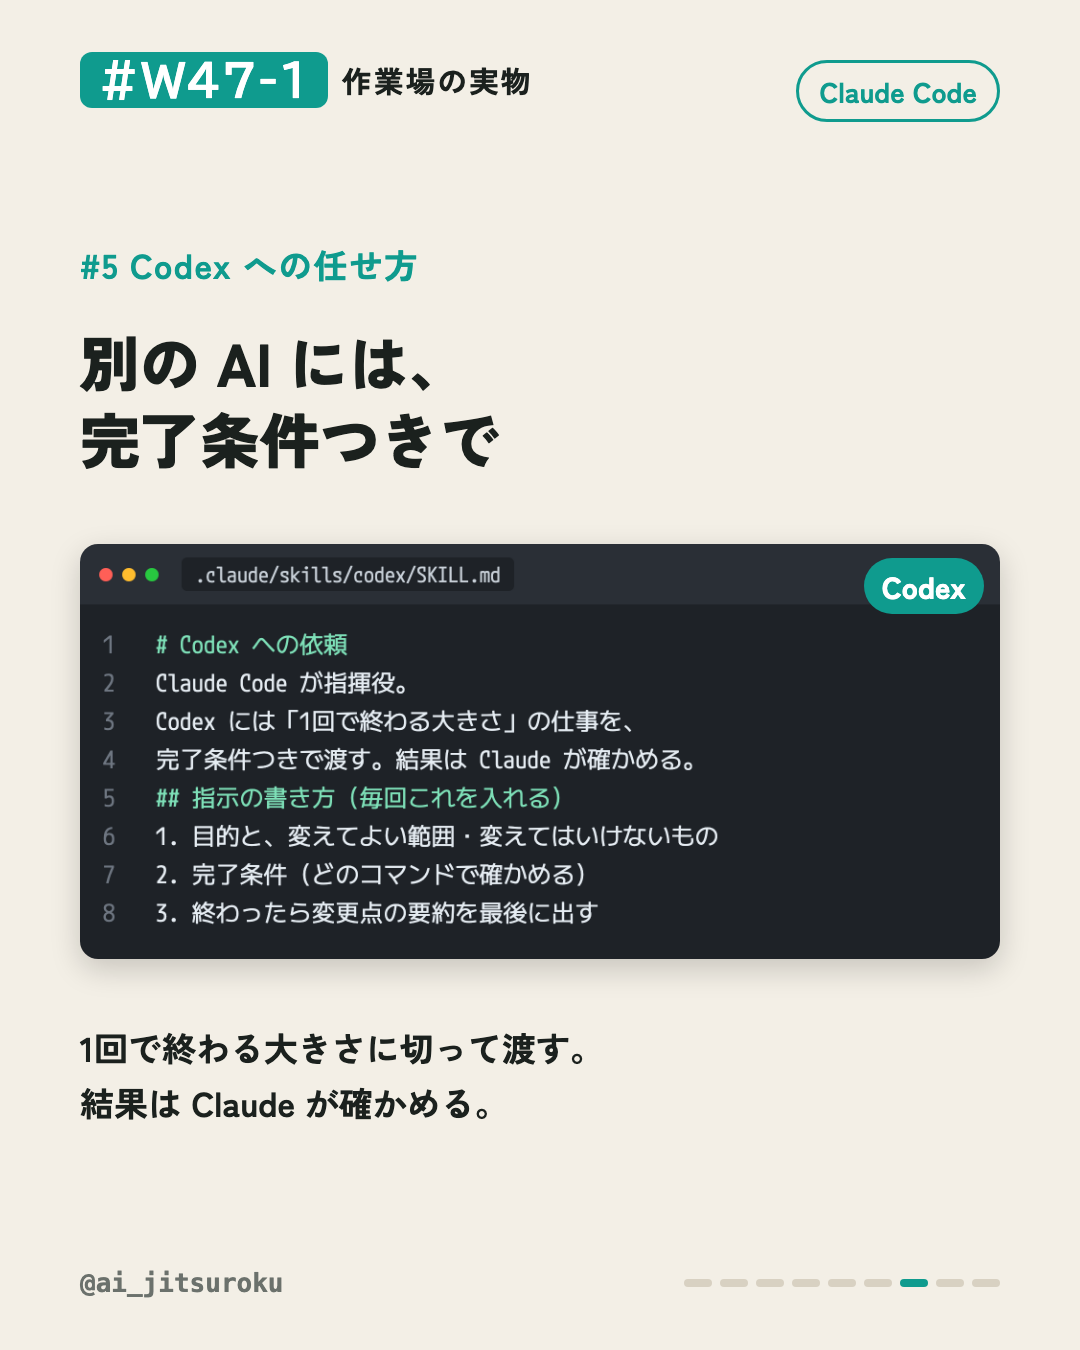 #W47-1 作業場の実物
Claude Code
#5 Codex への任せ方
別の AI には、
完了条件つきで
.claude/skills/codex/SKILL.md
Codex
1 # Codex への依頼
2 Claude Code が指揮役。
3 Codex には「1回で終わる大きさ」の仕事を、
4 完了条件つきで渡す。結果は Claude が確かめる。
5 ## 指示の書き方（毎回これを入れる）
6 1. 目的と、変えてよい範囲・変えてはいけないもの
7 2. 完了条件（どのコマンドで確かめる）
8 3. 終わったら変更点の要約を最後に出す
1回で終わる大きさに切って渡す。
結果は Claude が確かめる。
@ai_jitsuroku